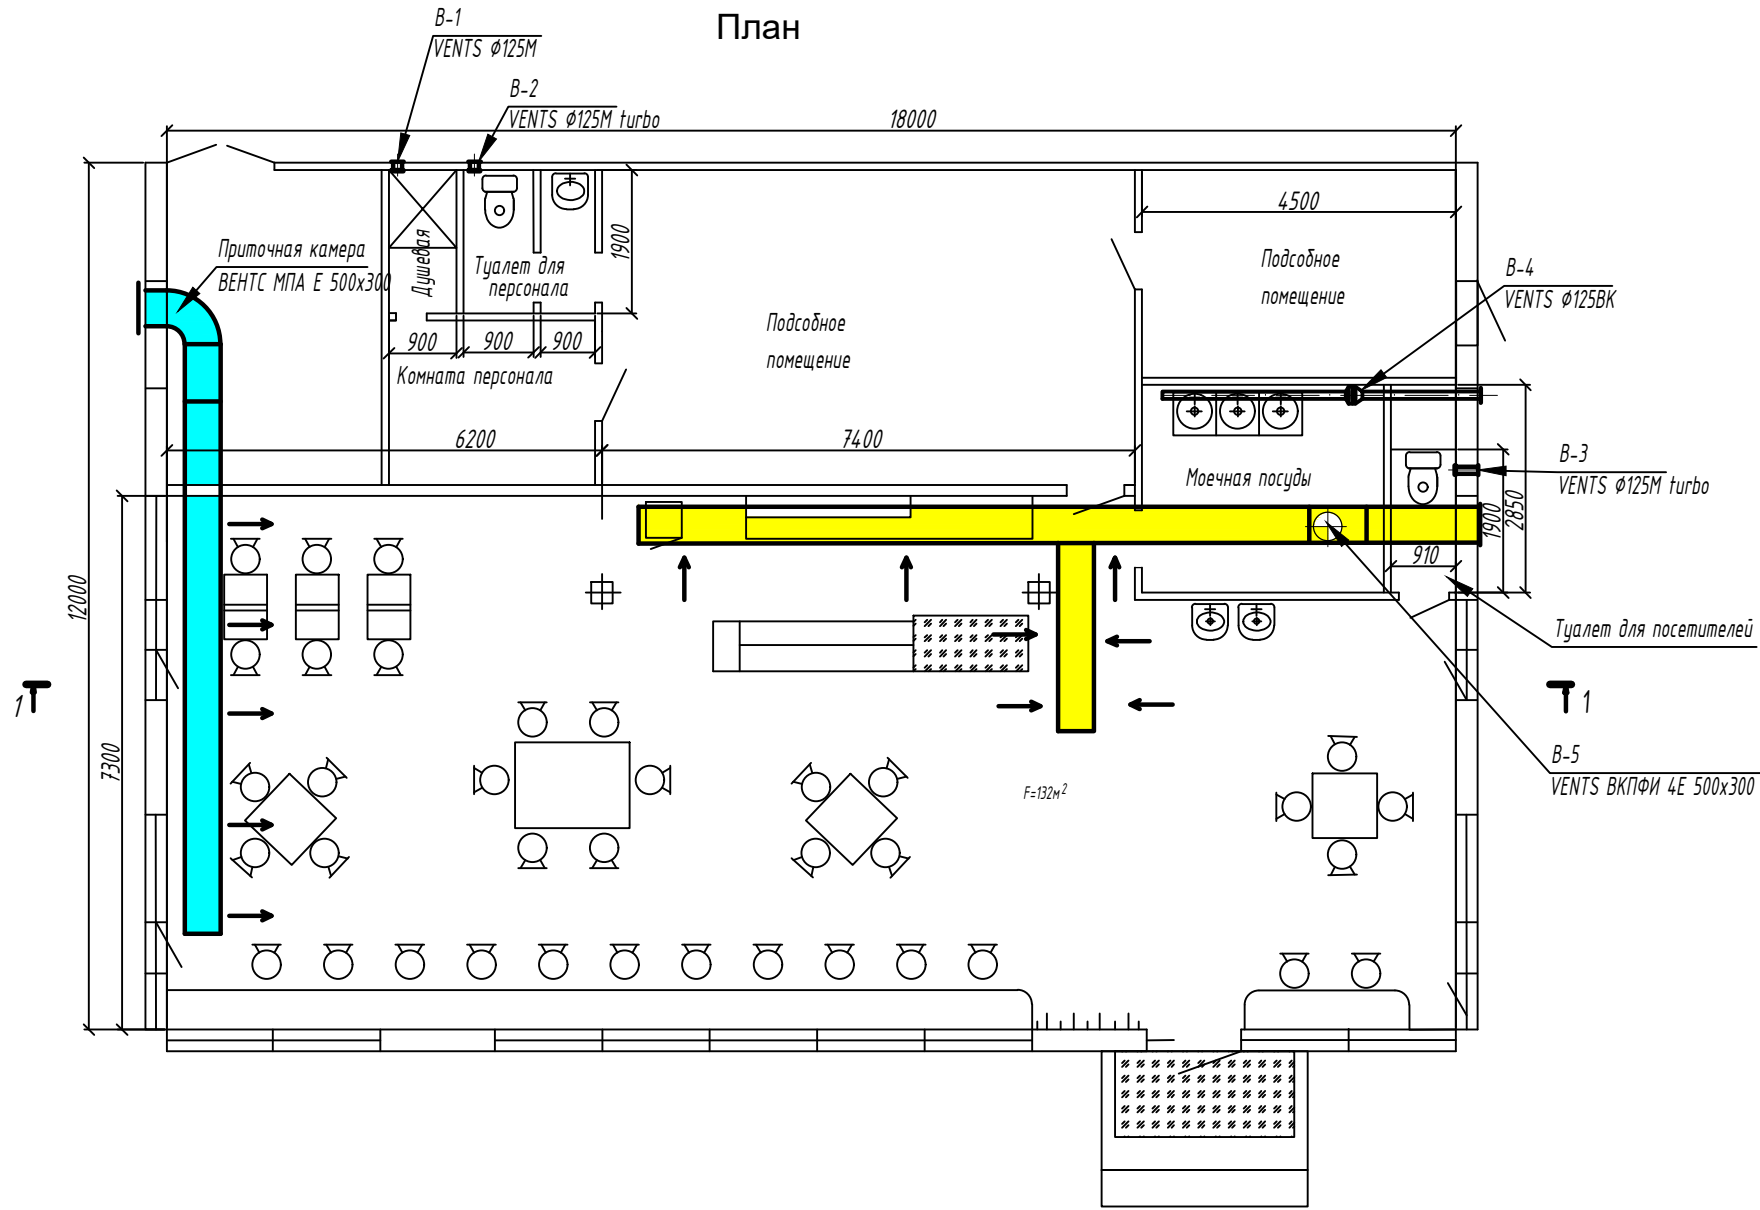 План
В-1
VENTS Ф125М
В-2
VENTS Ф125М turbo
18000
4500
1900
Приточная камера
ВЕНТС МПА Е 500х300
Душевая
Туалет для
персонала
Подсобное
помещение
В-4
VENTS Ф125ВК
Подсобное
помещение
900
900
900
Комната персонала
6200
7400
Моечная посуды
В-3
VENTS Ф125М turbo
1900
2850
910
12000
7300
Туалет для посетителей
1
1
В-5
VENTS ВКПФИ 4Е 500х300
F=132м²